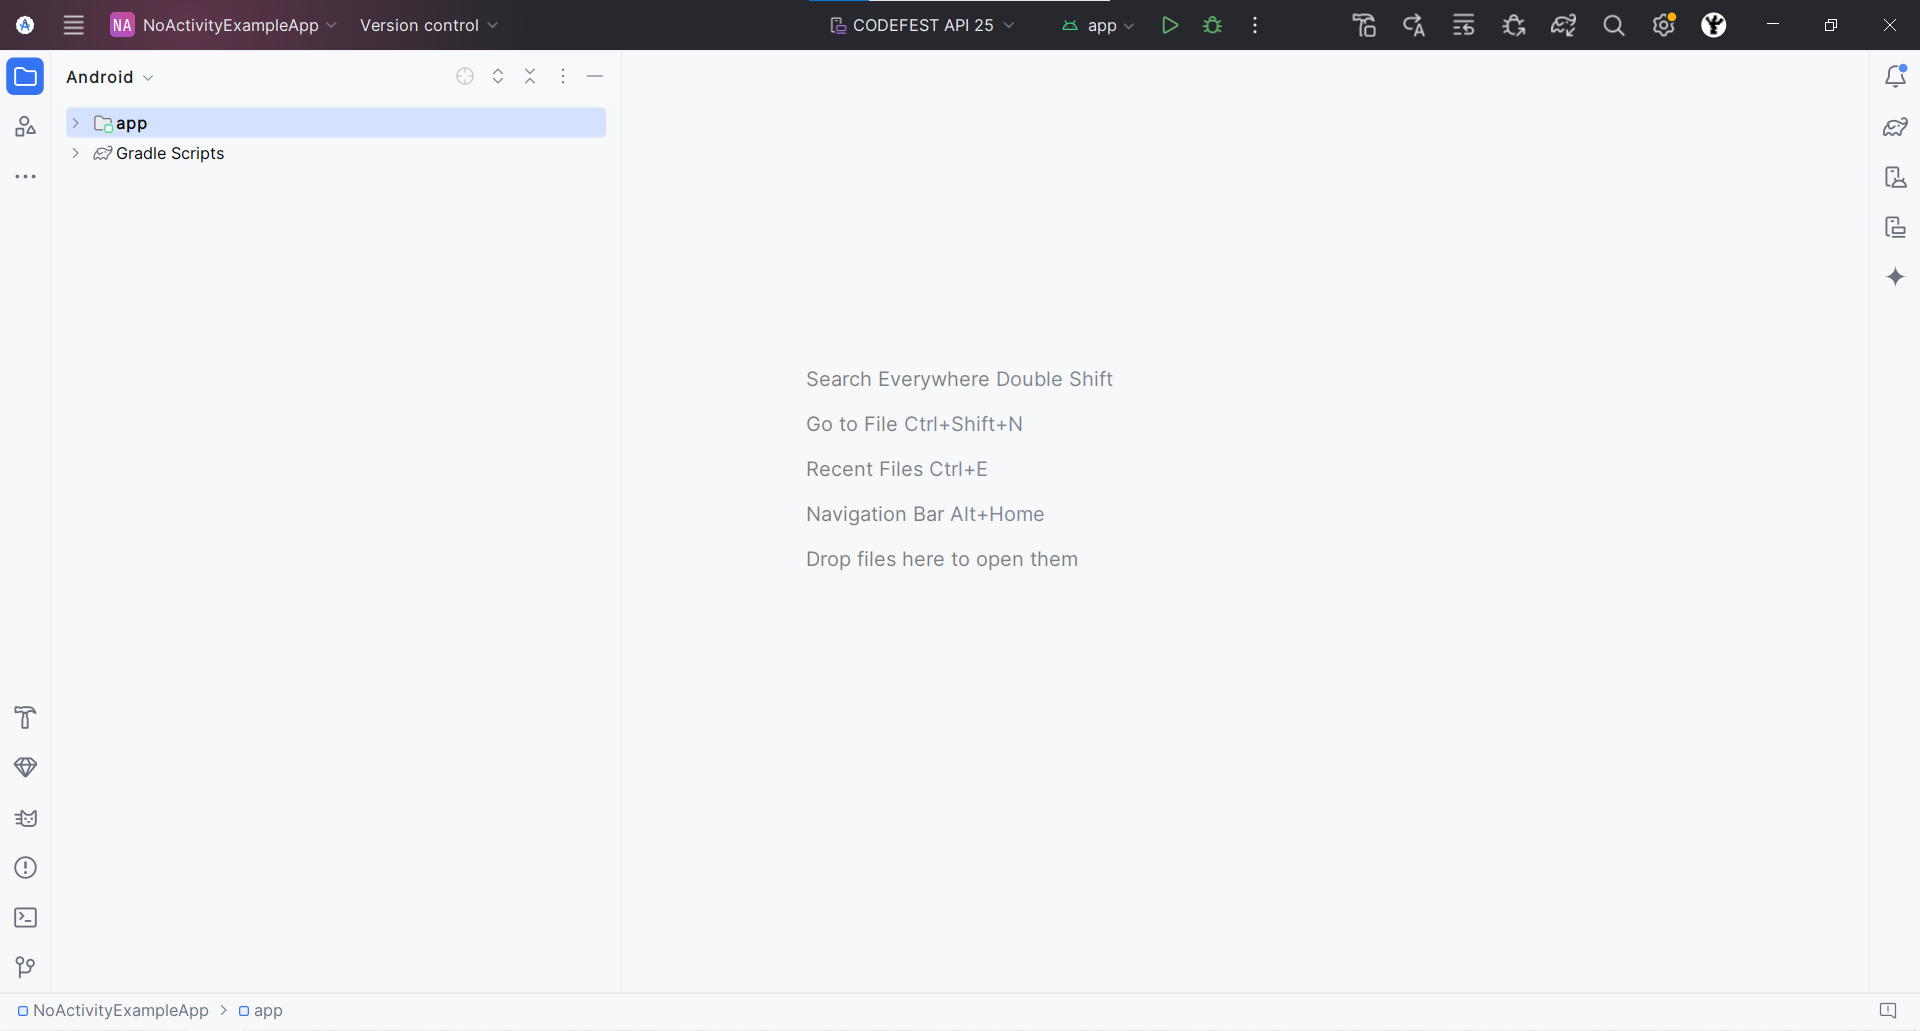 NA NoActivityExampleApp Version control CODEFEST API 25 app
Android
app
Gradle Scripts
Search Everywhere Double Shift
Go to File Ctrl+Shift+N
Recent Files Ctrl+E
Navigation Bar Alt+Home
Drop files here to open them
NoActivityExampleApp > app